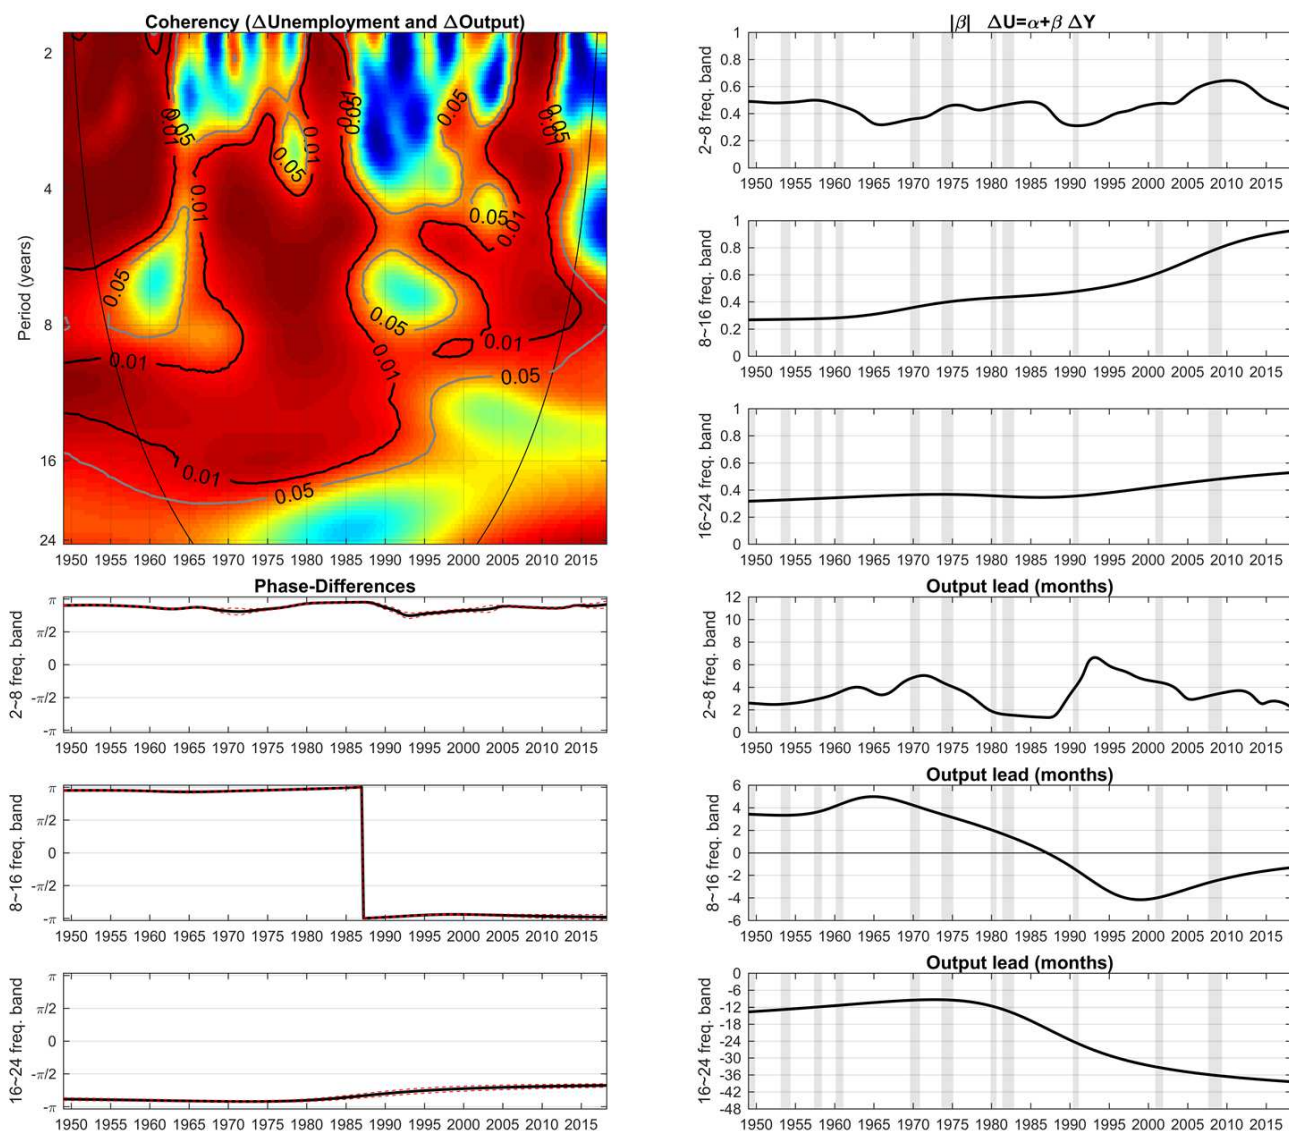 Coherency (ΔUnemployment and ΔOutput)
Period (years)
2
4
8
16
24
0.05
0.01
0.05
0.01
0.05
0.01
0.05
0.01
0.05
0.05
0.01
0.05
0.01
0.05
0.05
0.01
0.01
0.01
0.05
0.01
0.05
1950 1955 1960 1965 1970 1975 1980 1985 1990 1995 2000 2005 2010 2015
|β| ΔU=α+β ΔY
2~8 freq. band
1
0.8
0.6
0.4
0.2
0
1950 1955 1960 1965 1970 1975 1980 1985 1990 1995 2000 2005 2010 2015
8~16 freq. band
1
0.8
0.6
0.4
0.2
0
1950 1955 1960 1965 1970 1975 1980 1985 1990 1995 2000 2005 2010 2015
16~24 freq. band
1
0.8
0.6
0.4
0.2
0
1950 1955 1960 1965 1970 1975 1980 1985 1990 1995 2000 2005 2010 2015
Phase-Differences
2~8 freq. band
π
π/2
0
-π/2
-π
1950 1955 1960 1965 1970 1975 1980 1985 1990 1995 2000 2005 2010 2015
8~16 freq. band
π
π/2
0
-π/2
-π
1950 1955 1960 1965 1970 1975 1980 1985 1990 1995 2000 2005 2010 2015
16~24 freq. band
π
π/2
0
-π/2
-π
1950 1955 1960 1965 1970 1975 1980 1985 1990 1995 2000 2005 2010 2015
Output lead (months)
2~8 freq. band
12
10
8
6
4
2
0
1950 1955 1960 1965 1970 1975 1980 1985 1990 1995 2000 2005 2010 2015
Output lead (months)
8~16 freq. band
6
4
2
0
-2
-4
-6
1950 1955 1960 1965 1970 1975 1980 1985 1990 1995 2000 2005 2010 2015
Output lead (months)
16~24 freq. band
0
-6
-12
-18
-24
-30
-36
-42
-48
1950 1955 1960 1965 1970 1975 1980 1985 1990 1995 2000 2005 2010 2015